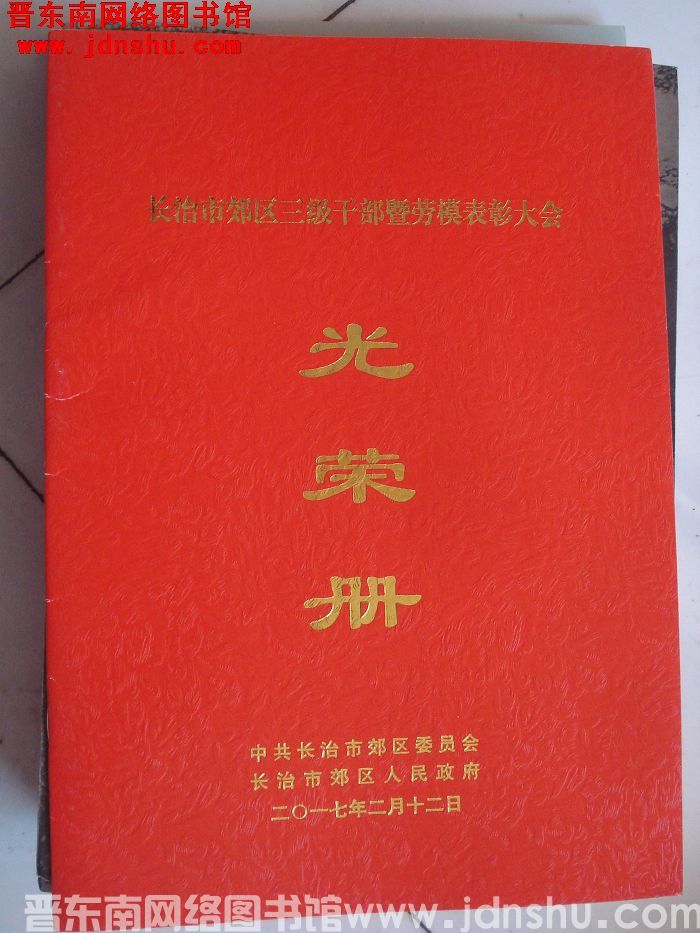 晋东南网络图书馆
www.jdnshu.com
长治市郊区三级干部暨劳模表彰大会
光
荣
册
中共长治市郊区委员会
长治市郊区人民政府
二〇一七年二月十二日
晋东南网络图书馆www.jdnshu.com